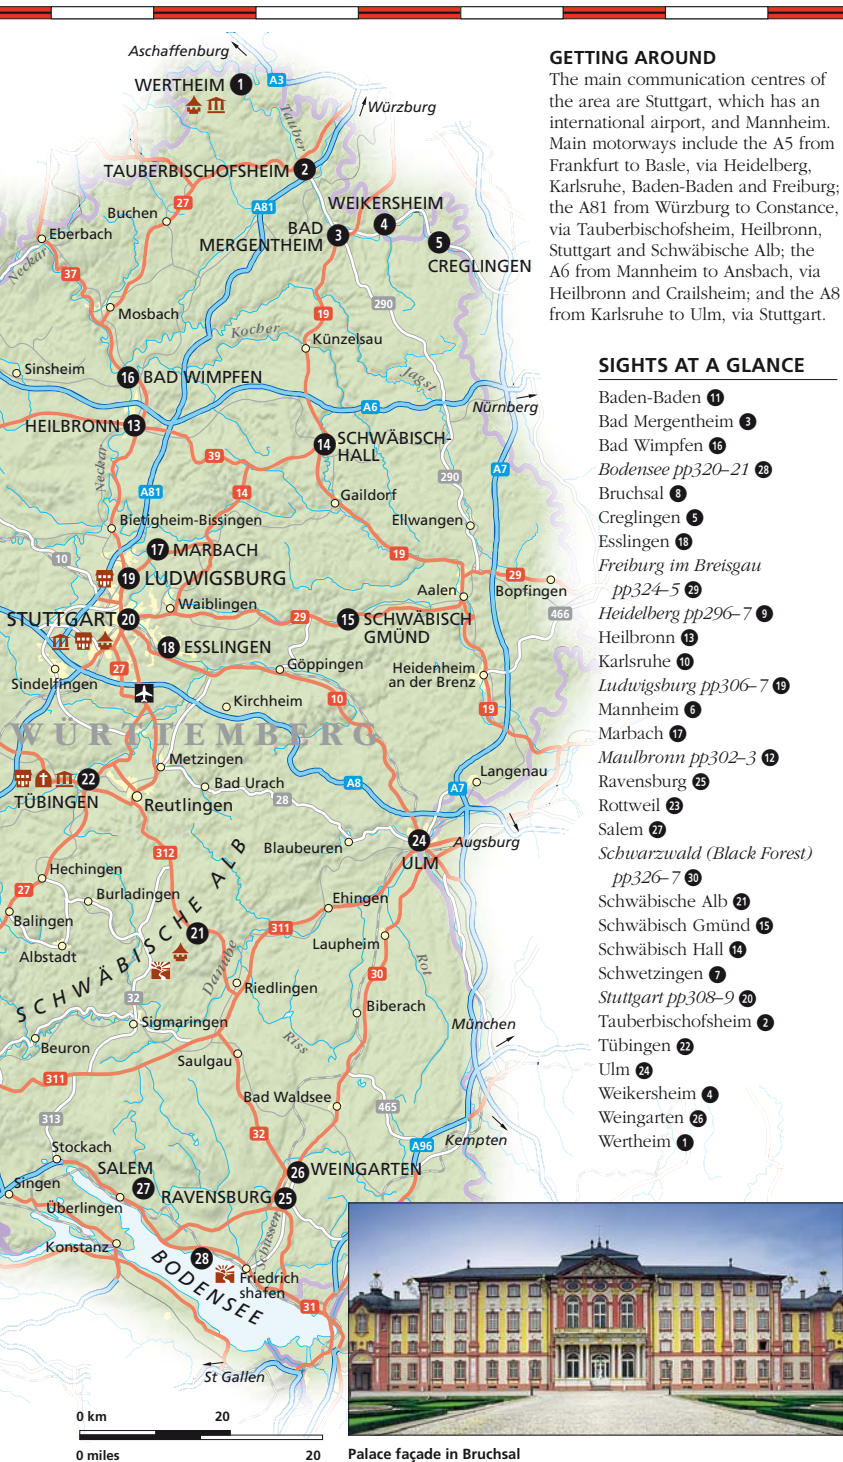 Aschaffenburg
WERTHEIM 1
A3
Würzburg
Tauber
TAUBERBISCHOFSHEIM 2
27
A81
Buchen
WEIKERSHEIM
4
BAD
MERGENTHEIM 3
5
CREGLINGEN
Eberbach
Neckar
37
290
19
Mosbach
Kocher
Künzelsau
Jagst
Sinsheim
16 BAD WIMPFEN
A6
Nürnberg
HEILBRONN 13
14 SCHWÄBISCH-
HALL
39
Neckar
A81
14
290
A7
Gaildorf
Bietigheim-Bissingen
Ellwangen
10
17 MARBACH
19
19 LUDWIGSBURG
29
Aalen
Bopfingen
Waiblingen
466
STUTTGART 20
29
15 SCHWÄBISCH
GMÜND
18 ESSLINGEN
27
Göppingen
Heidenheim
an der Brenz
Sindelfingen
10
19
Kirchheim
WÜRTTEMBERG
Metzingen
Langenau
22
TÜBINGEN
Bad Urach
A8
A7
Reutlingen
28
312
Blaubeuren
24
ULM
Augsburg
Hechingen
27
Burladingen
Ehingen
Balingen
21
311
Albstadt
Laupheim
SCHWÄBISCHE ALB
Danube
30
Rot
Riedlingen
32
Biberach
Sigmaringen
München
Riss
Beuron
Saulgau
311
Bad Waldsee
465
313
32
A96
Kempten
Stockach
SALEM
27
26 WEINGARTEN
Singen
RAVENSBURG 25
Überlingen
Schussen
Konstanz
28
BODENSEE
Friedrich
shafen
31
St Gallen
0 km 20
0 miles 20
GETTING AROUND
The main communication centres of
the area are Stuttgart, which has an
international airport, and Mannheim.
Main motorways include the A5 from
Frankfurt to Basle, via Heidelberg,
Karlsruhe, Baden-Baden and Freiburg;
the A81 from Würzburg to Constance,
via Tauberbischofsheim, Heilbronn,
Stuttgart and Schwäbische Alb; the
A6 from Mannheim to Ansbach, via
Heilbronn and Crailsheim; and the A8
from Karlsruhe to Ulm, via Stuttgart.
SIGHTS AT A GLANCE
Baden-Baden 11
Bad Mergentheim 3
Bad Wimpfen 16
Bodensee pp320–21 28
Bruchsal 8
Creglingen 5
Esslingen 18
Freiburg im Breisgau
pp324–5 29
Heidelberg pp296–7 9
Heilbronn 13
Karlsruhe 10
Ludwigsburg pp306–7 19
Mannheim 6
Marbach 17
Maulbronn pp302–3 12
Ravensburg 25
Rottweil 23
Salem 27
Schwarzwald (Black Forest)
pp326–7 30
Schwäbische Alb 21
Schwäbisch Gmünd 15
Schwäbisch Hall 14
Schwetzingen 7
Stuttgart pp308–9 20
Tauberbischofsheim 2
Tübingen 22
Ulm 24
Weikersheim 4
Weingarten 26
Wertheim 1
Palace façade in Bruchsal